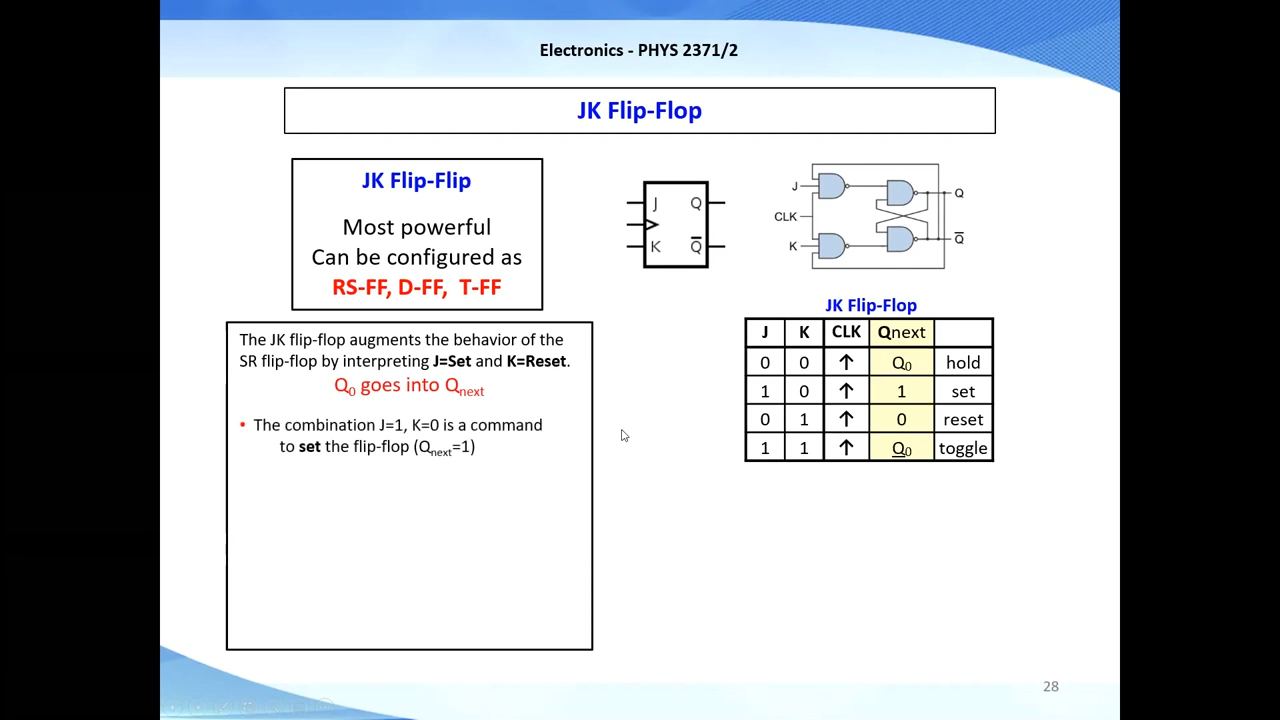 Electronics - PHYS 2371/2
JK Flip-Flop
JK Flip-Flip
Most powerful
Can be configured as
RS-FF, D-FF, T-FF
J Q
K Q̅
J
CLK
K
Q
Q̅
The JK flip-flop augments the behavior of the
SR flip-flop by interpreting J=Set and K=Reset.
Q₀ goes into Qnext
• The combination J=1, K=0 is a command
to set the flip-flop (Qnext=1)
JK Flip-Flop
J K CLK Qnext
0 0 ↑ Q₀ hold
1 0 ↑ 1 set
0 1 ↑ 0 reset
1 1 ↑ Q̲₀ toggle
28